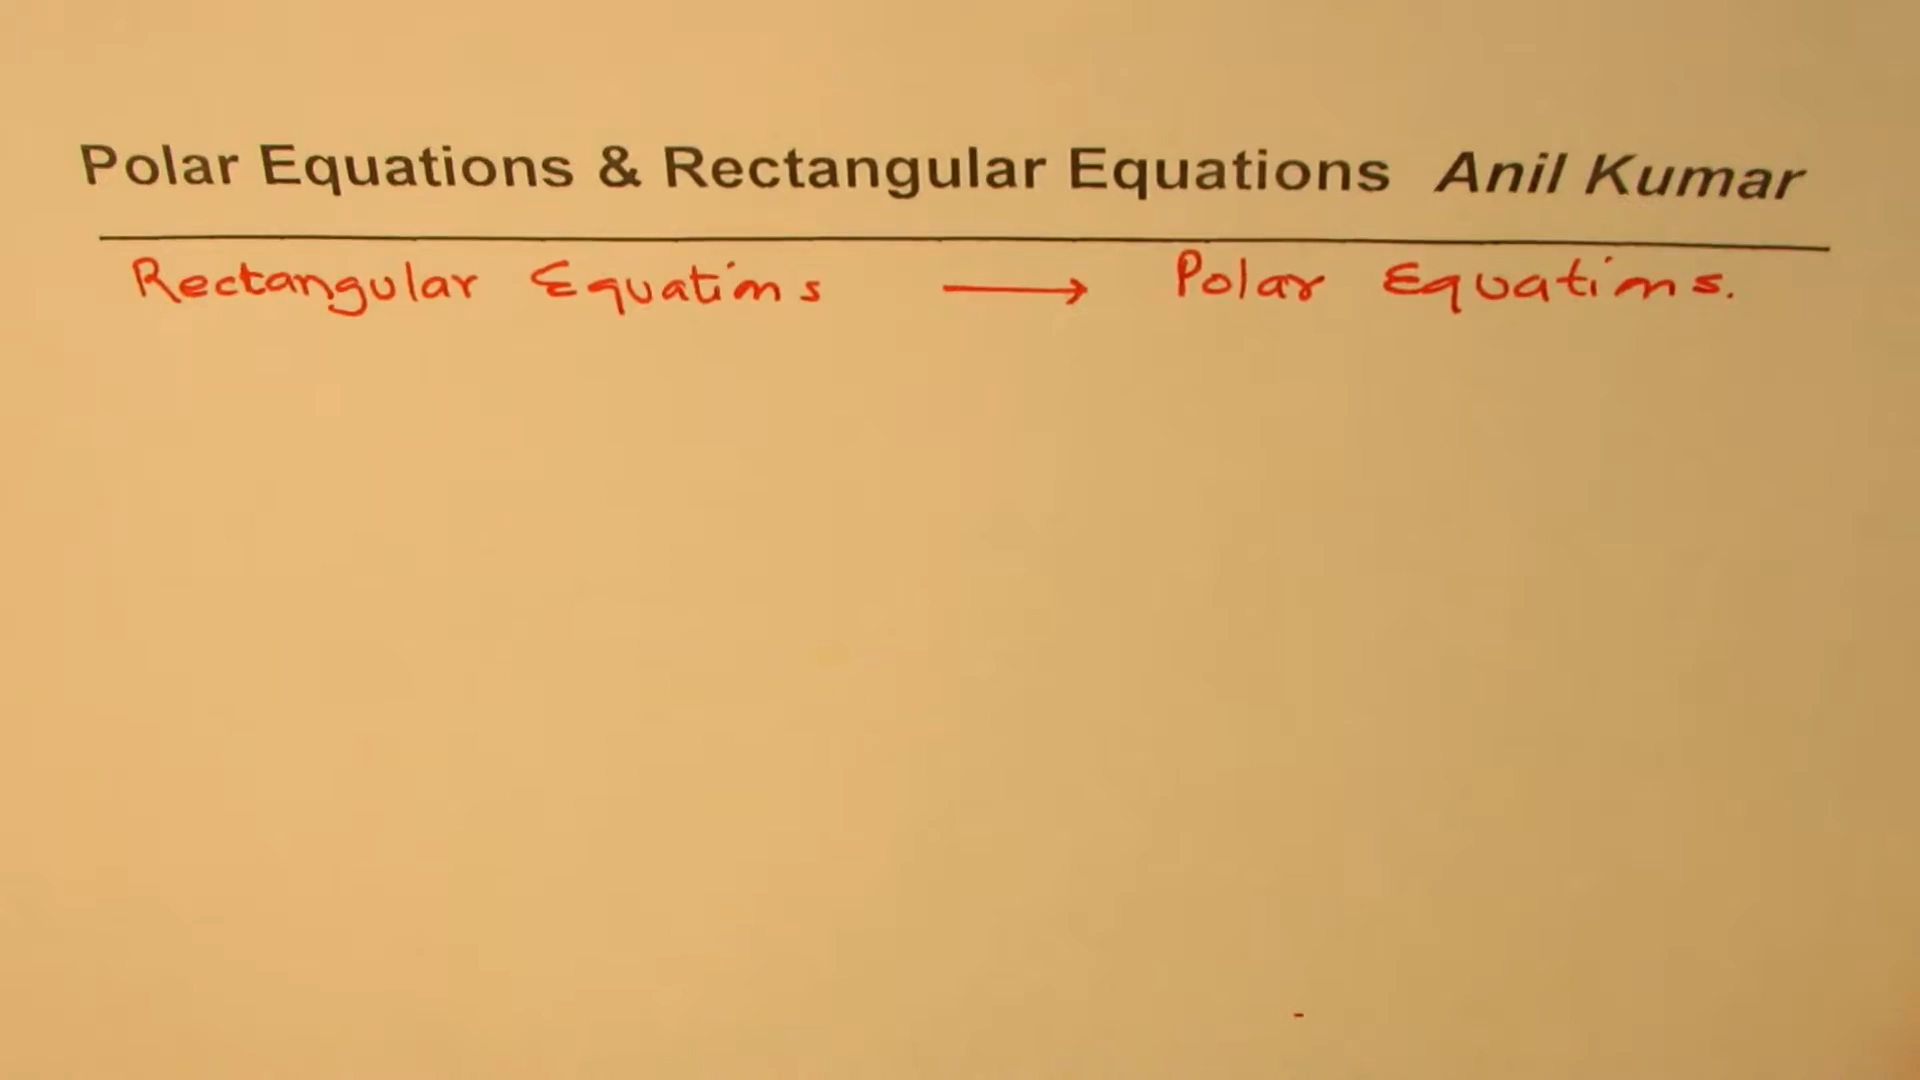 Polar Equations & Rectangular Equations Anil Kumar
Rectangular Equations → Polar Equations.